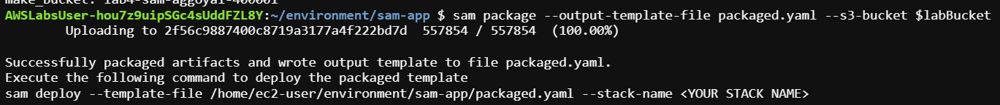 make_bucket: lab4-sam-aggoyal-400001
AWSLabsUser-hou7z9uipSGc4sUddFZL8Y:~/environment/sam-app $ sam package --output-template-file packaged.yaml --s3-bucket $labBucket
Uploading to 2f56c9887400c8719a3177a4f222bd7d  557854 / 557854  (100.00%)
Successfully packaged artifacts and wrote output template to file packaged.yaml.
Execute the following command to deploy the packaged template
sam deploy --template-file /home/ec2-user/environment/sam-app/packaged.yaml --stack-name <YOUR STACK NAME>